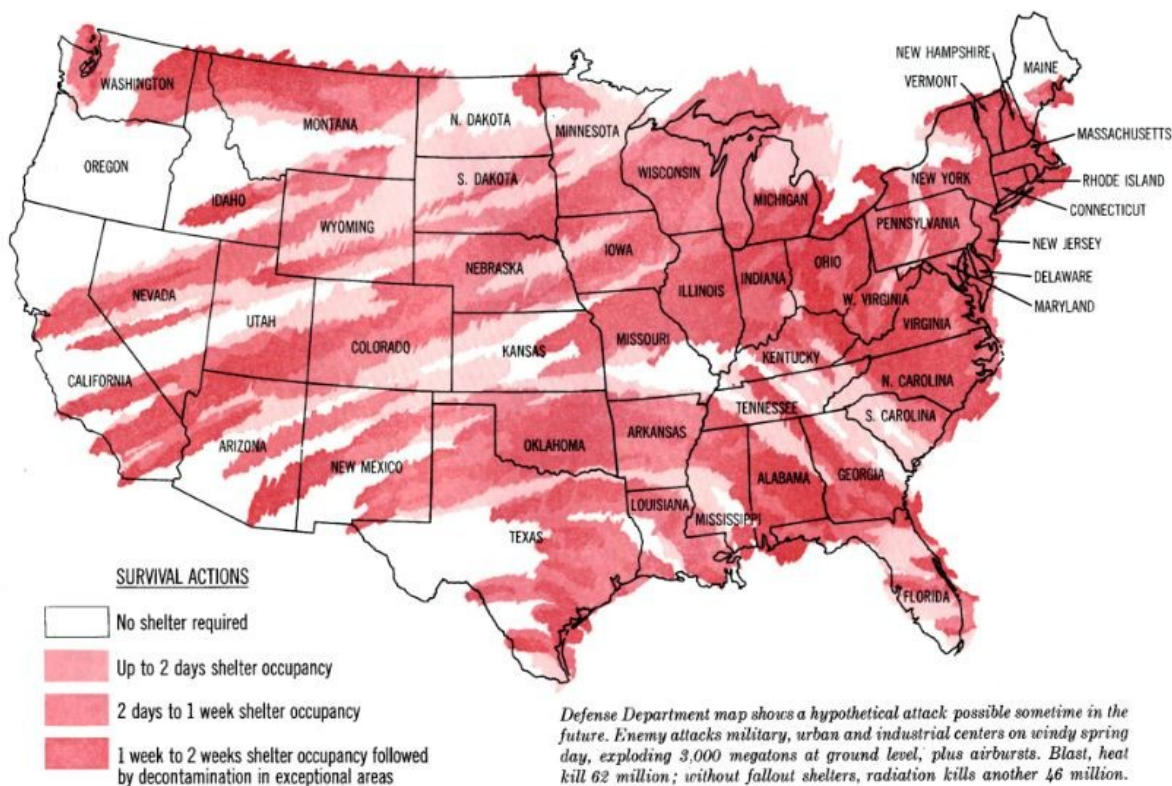 NEW HAMPSHIRE
VERMONT
MAINE
WASHINGTON
MONTANA
N. DAKOTA
MINNESOTA
MASSACHUSETTS
OREGON
S. DAKOTA
WISCONSIN
NEW YORK
RHODE ISLAND
IDAHO
MICHIGAN
CONNECTICUT
WYOMING
PENNSYLVANIA
NEW JERSEY
IOWA
NEBRASKA
OHIO
DELAWARE
NEVADA
ILLINOIS
INDIANA
MARYLAND
UTAH
W. VIRGINIA
COLORADO
MISSOURI
VIRGINIA
KANSAS
KENTUCKY
CALIFORNIA
N. CAROLINA
TENNESSEE
S. CAROLINA
ARIZONA
OKLAHOMA
ARKANSAS
NEW MEXICO
ALABAMA
GEORGIA
LOUISIANA
MISSISSIPPI
TEXAS
FLORIDA
SURVIVAL ACTIONS
No shelter required
Up to 2 days shelter occupancy
2 days to 1 week shelter occupancy
1 week to 2 weeks shelter occupancy followed
by decontamination in exceptional areas
Defense Department map shows a hypothetical attack possible sometime in the
future. Enemy attacks military, urban and industrial centers on windy spring
day, exploding 3,000 megatons at ground level, plus airbursts. Blast, heat
kill 62 million; without fallout shelters, radiation kills another 46 million.